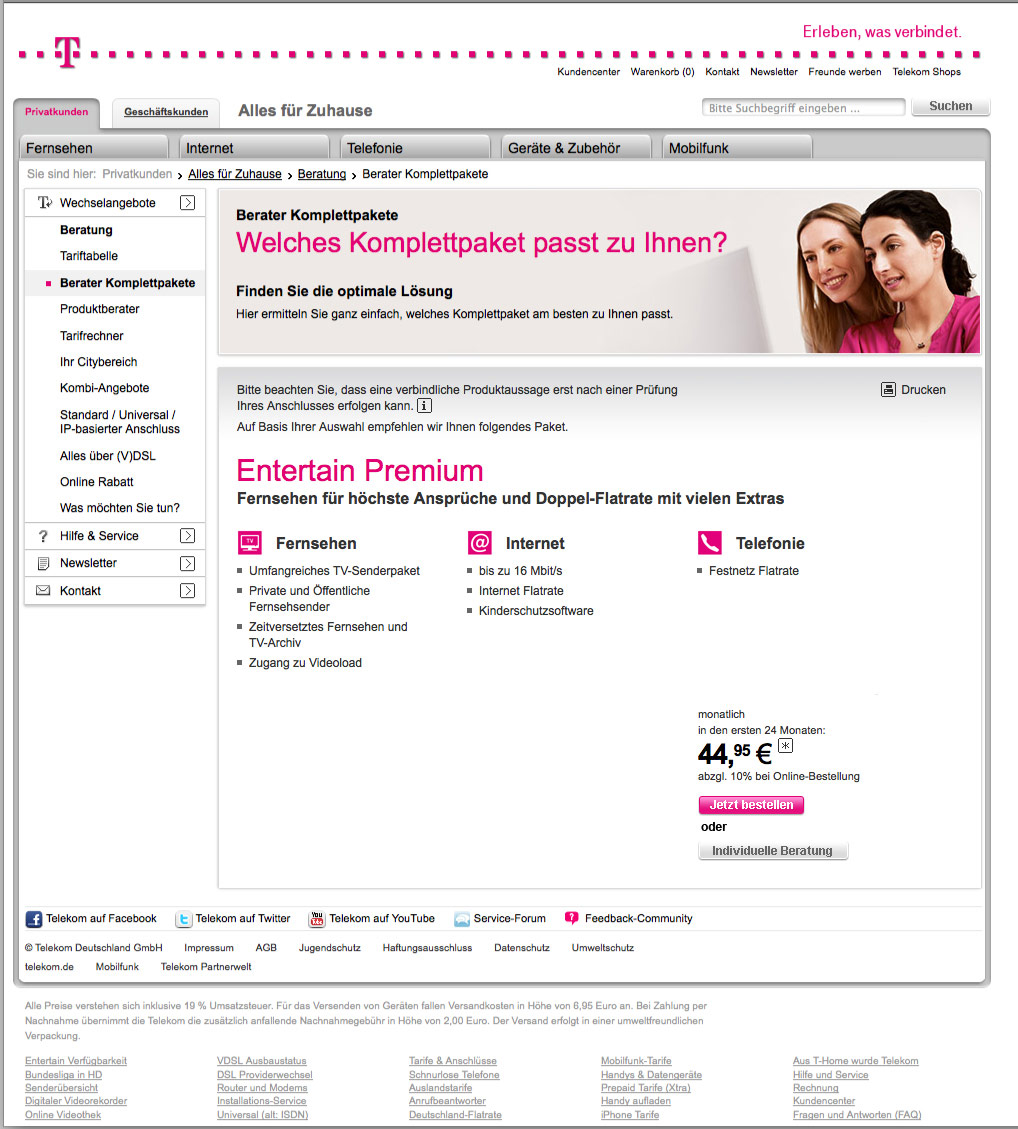 Erleben, was verbindet.
T
Kundencenter Warenkorb (0) Kontakt Newsletter Freunde werben Telekom Shops
Privatkunden Geschäftskunden Alles für Zuhause Bitte Suchbegriff eingeben ... Suchen
Fernsehen Internet Telefonie Geräte & Zubehör Mobilfunk
Sie sind hier: Privatkunden › Alles für Zuhause › Beratung › Berater Komplettpakete
Wechselangebote
Beratung
Tariftabelle
Berater Komplettpakete
Produktberater
Tarifrechner
Ihr Citybereich
Kombi-Angebote
Standard / Universal /
IP-basierter Anschluss
Alles über (V)DSL
Online Rabatt
Was möchten Sie tun?
? Hilfe & Service
Newsletter
Kontakt
Berater Komplettpakete
Welches Komplettpaket passt zu Ihnen?
Finden Sie die optimale Lösung
Hier ermitteln Sie ganz einfach, welches Komplettpaket am besten zu Ihnen passt.
Bitte beachten Sie, dass eine verbindliche Produktaussage erst nach einer Prüfung
Ihres Anschlusses erfolgen kann. i
Drucken
Auf Basis Ihrer Auswahl empfehlen wir Ihnen folgendes Paket.
Entertain Premium
Fernsehen für höchste Ansprüche und Doppel-Flatrate mit vielen Extras
TV Fernsehen
Umfangreiches TV-Senderpaket
Private und Öffentliche
Fernsehsender
Zeitversetztes Fernsehen und
TV-Archiv
Zugang zu Videoload
@ Internet
bis zu 16 Mbit/s
Internet Flatrate
Kinderschutzsoftware
Telefonie
Festnetz Flatrate
monatlich
in den ersten 24 Monaten:
44,95 € *
abzgl. 10% bei Online-Bestellung
Jetzt bestellen
oder
Individuelle Beratung
f Telekom auf Facebook t Telekom auf Twitter You Tube Telekom auf YouTube Service-Forum ? Feedback-Community
© Telekom Deutschland GmbH Impressum AGB Jugendschutz Haftungsausschluss Datenschutz Umweltschutz
telekom.de Mobilfunk Telekom Partnerwelt
Alle Preise verstehen sich inklusive 19 % Umsatzsteuer. Für das Versenden von Geräten fallen Versandkosten in Höhe von 6,95 Euro an. Bei Zahlung per
Nachnahme übernimmt die Telekom die zusätzlich anfallende Nachnahmegebühr in Höhe von 2,00 Euro. Der Versand erfolgt in einer umweltfreundlichen
Verpackung.
Entertain Verfügbarkeit VDSL Ausbaustatus Tarife & Anschlüsse Mobilfunk-Tarife Aus T-Home wurde Telekom
Bundesliga in HD DSL Providerwechsel Schnurlose Telefone Handys & Datengeräte Hilfe und Service
Senderübersicht Router und Modems Auslandstarife Prepaid Tarife (Xtra) Rechnung
Digitaler Videorekorder Installations-Service Anrufbeantworter Handy aufladen Kundencenter
Online Videothek Universal (alt: ISDN) Deutschland-Flatrate iPhone Tarife Fragen und Antworten (FAQ)